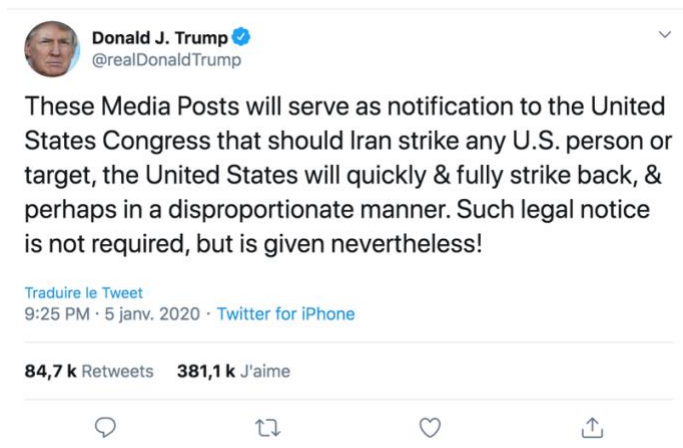 Donald J. Trump
@realDonaldTrump
These Media Posts will serve as notification to the United
States Congress that should Iran strike any U.S. person or
target, the United States will quickly & fully strike back, &
perhaps in a disproportionate manner. Such legal notice
is not required, but is given nevertheless!
Traduire le Tweet
9:25 PM · 5 janv. 2020 · Twitter for iPhone
84,7 k Retweets 381,1 k J'aime